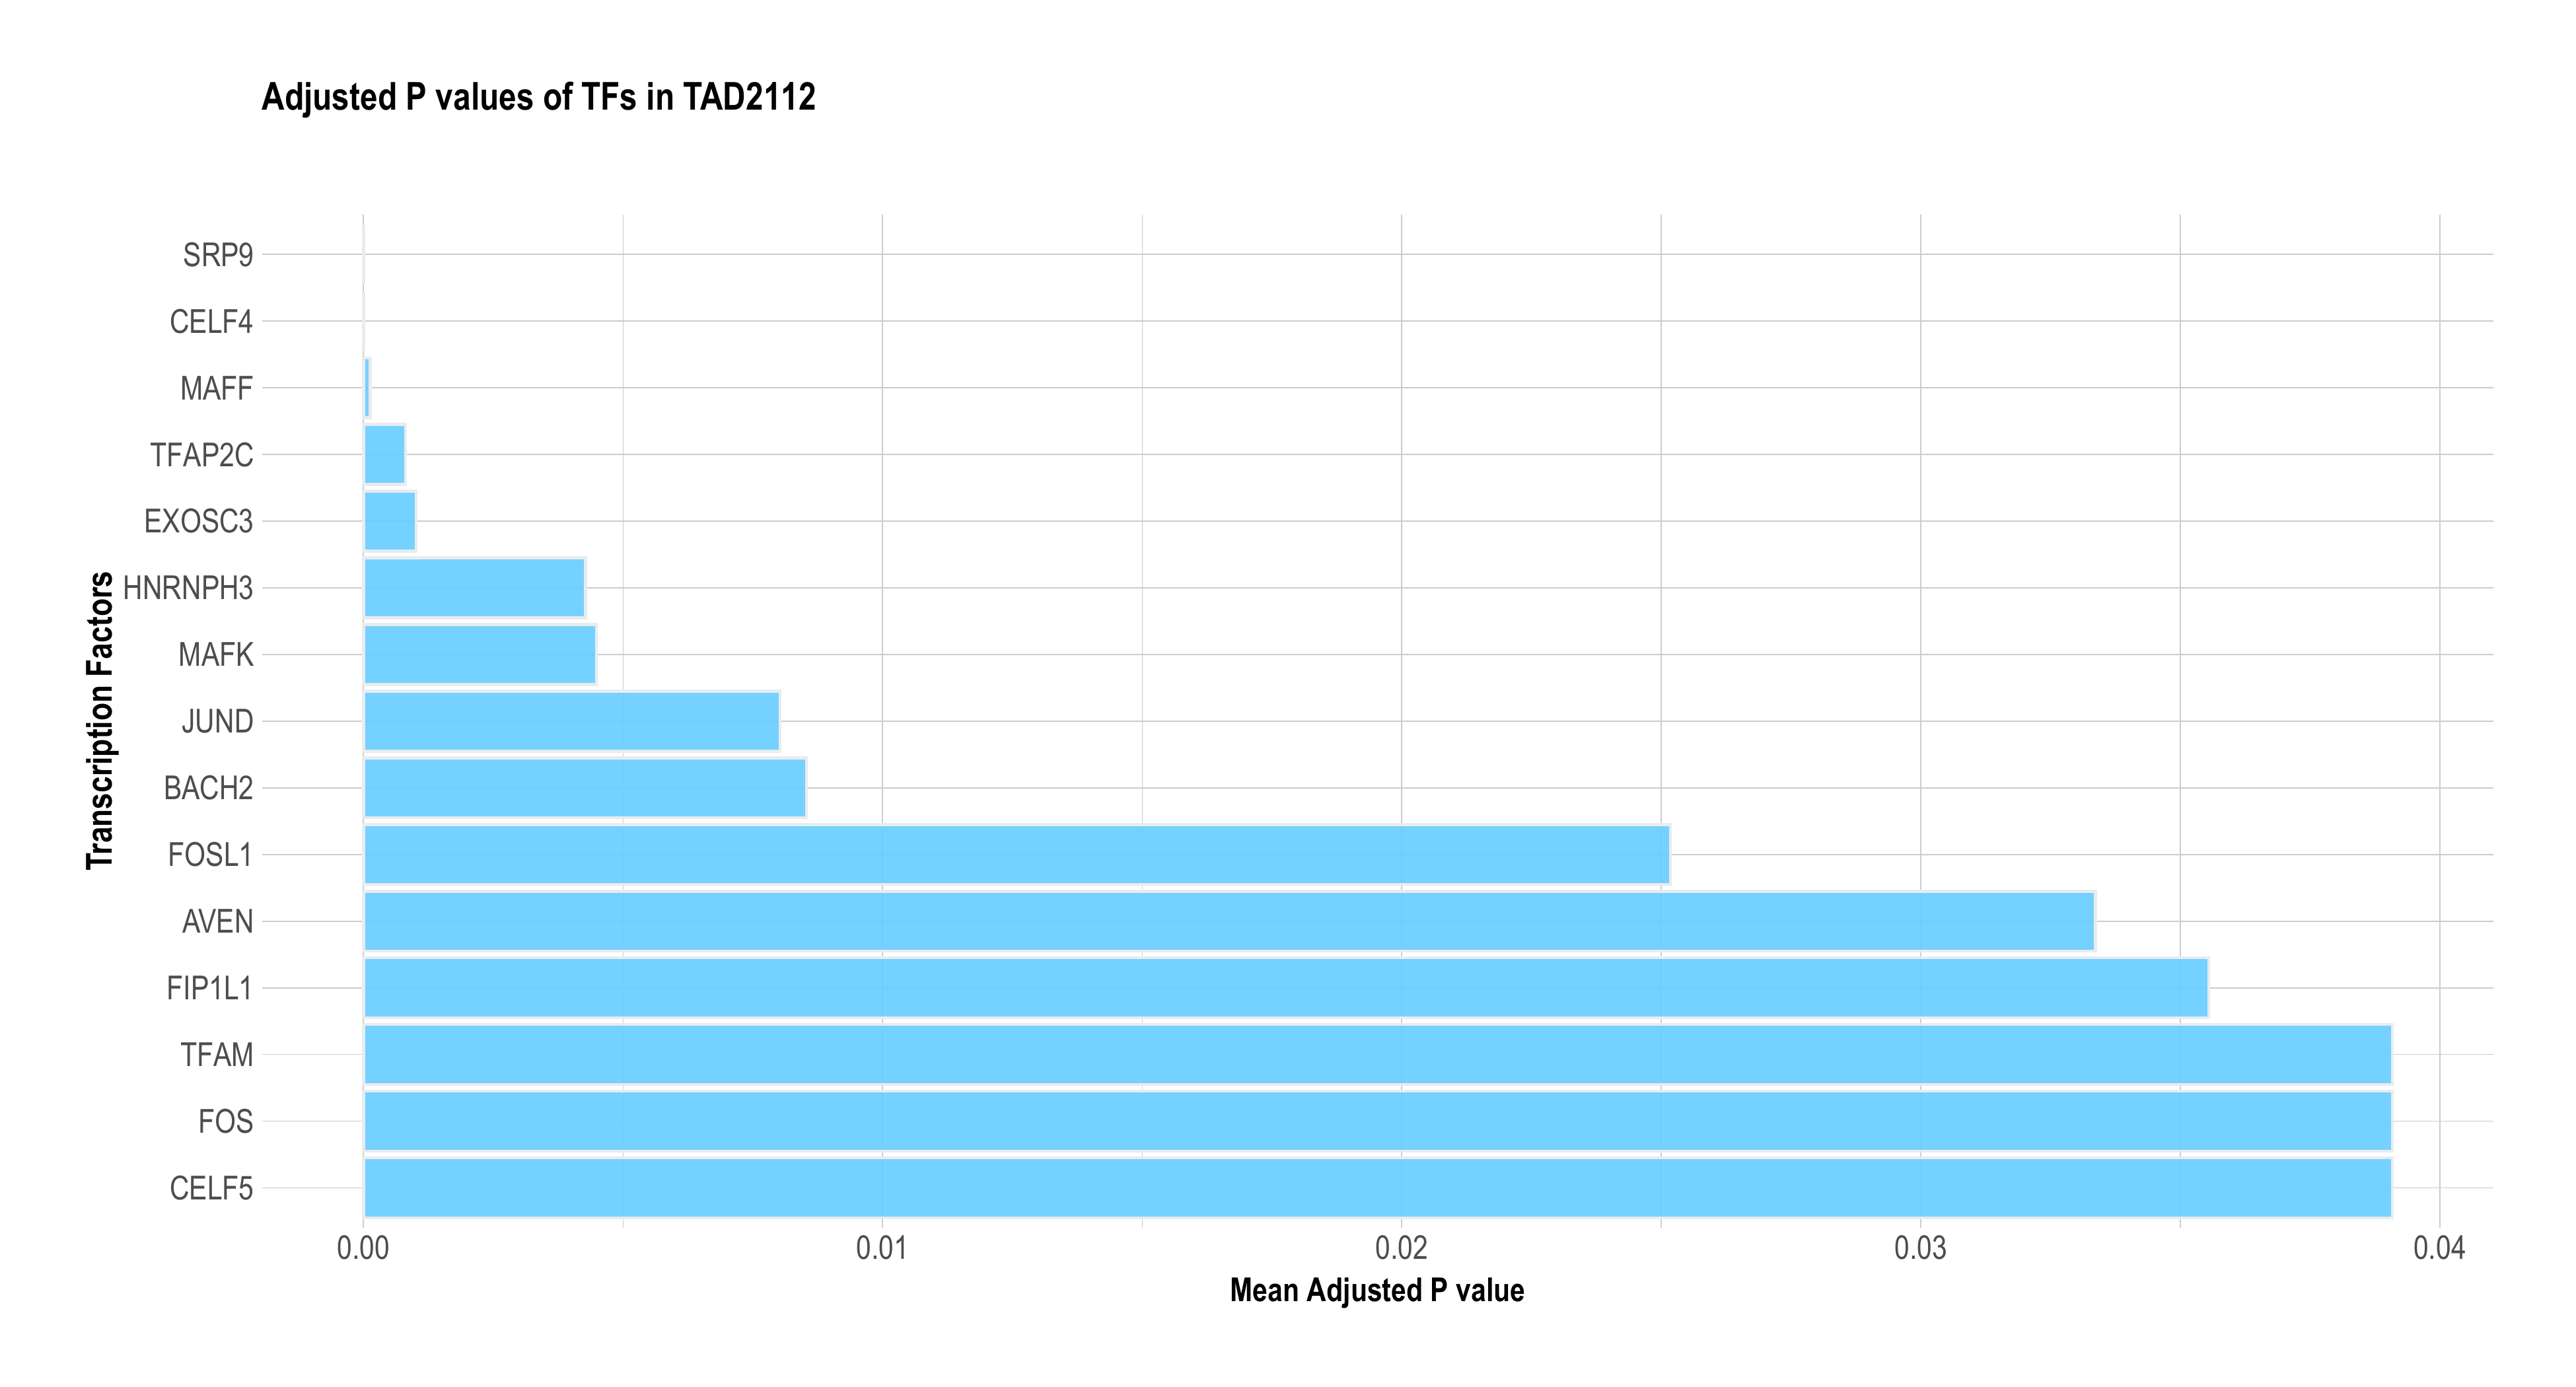 Adjusted P values of TFs in TAD2112
Transcription Factors
SRP9
CELF4
MAFF
TFAP2C
EXOSC3
HNRNPH3
MAFK
JUND
BACH2
FOSL1
AVEN
FIP1L1
TFAM
FOS
CELF5
0.00 0.01 0.02 0.03 0.04
Mean Adjusted P value